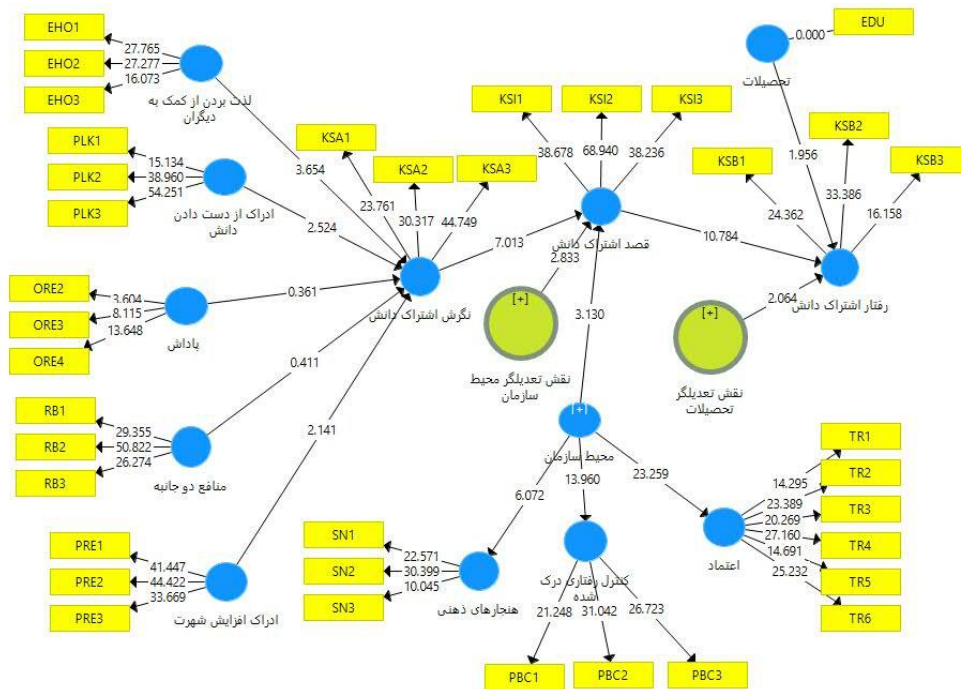 EHO1
EHO2
EHO3
27.765
27.277
16.073
لذت بردن از کمک به
دیگران
3.654
PLK1
PLK2
PLK3
15.134
38.960
54.251
ادراک از دست دادن
دانش
2.524
ORE2
ORE3
ORE4
3.604
8.115
13.648
پاداش
0.361
RB1
RB2
RB3
29.355
50.822
26.274
منافع دو جانبه
0.411
PRE1
PRE2
PRE3
41.447
44.422
33.669
ادراک افزایش شهرت
2.141
KSA1
KSA2
KSA3
23.761
30.317
44.749
نگرش اشتراک دانش
7.013
KSI1
KSI2
KSI3
38.678
68.940
38.236
قصد اشتراک دانش
2.833
[+]
نقش تعدیلگر محیط
سازمان
3.130
10.784
EDU
0.000
تحصیلات
1.956
KSB1
KSB2
KSB3
24.362
33.386
16.158
رفتار اشتراک دانش
2.064
[+]
نقش تعدیلگر
تحصیلات
[+]
محیط سازمان
6.072
13.960
23.259
SN1
SN2
SN3
22.571
30.399
10.045
هنجارهای ذهنی
کنترل رفتاری درک
شده
21.248
31.042
26.723
PBC1
PBC2
PBC3
اعتماد
14.295
23.389
20.269
27.160
14.691
25.232
TR1
TR2
TR3
TR4
TR5
TR6